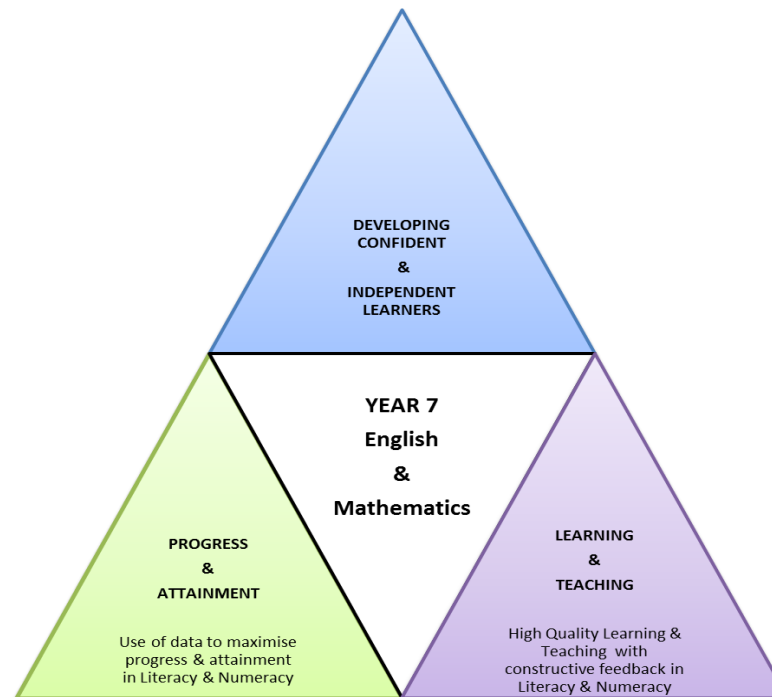 DEVELOPING
CONFIDENT
&
INDEPENDENT
LEARNERS
YEAR 7
English
&
Mathematics
PROGRESS
&
ATTAINMENT
Use of data to maximise
progress & attainment
in Literacy & Numeracy
LEARNING
&
TEACHING
High Quality Learning &
Teaching with
constructive feedback in
Literacy & Numeracy